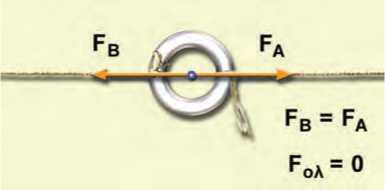 F_B F_A
F_B = F_A
F_ολ = 0